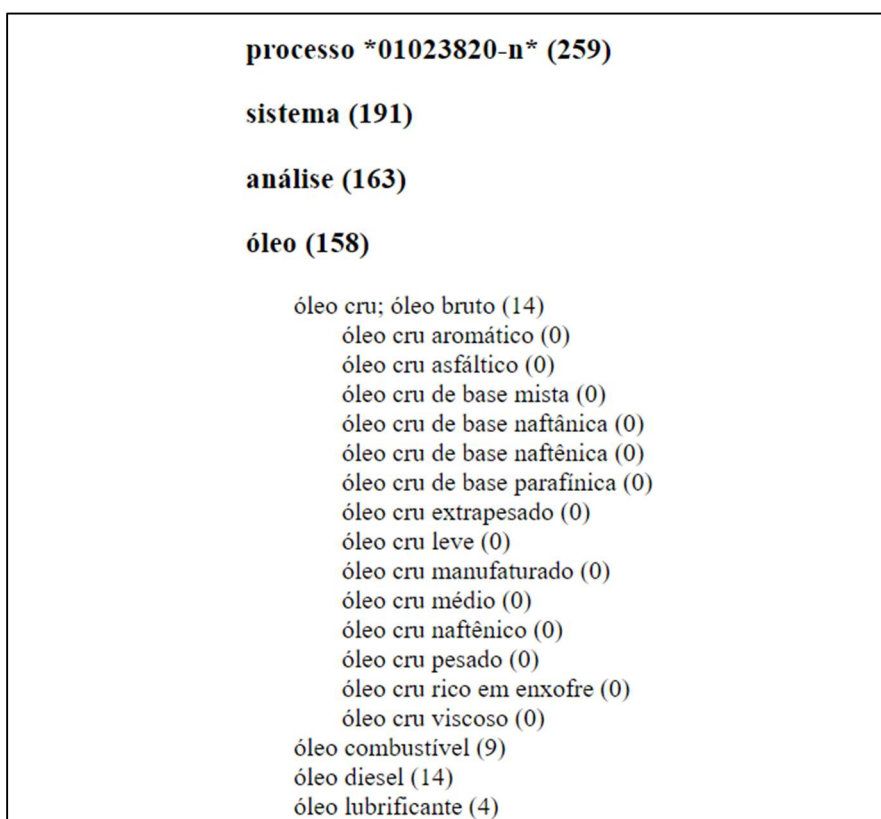 processo *01023820-n* (259)
sistema (191)
análise (163)
óleo (158)
óleo cru; óleo bruto (14)
óleo cru aromático (0)
óleo cru asfáltico (0)
óleo cru de base mista (0)
óleo cru de base naftânica (0)
óleo cru de base naftênica (0)
óleo cru de base parafínica (0)
óleo cru extrapesado (0)
óleo cru leve (0)
óleo cru manufaturado (0)
óleo cru médio (0)
óleo cru naftênico (0)
óleo cru pesado (0)
óleo cru rico em enxofre (0)
óleo cru viscoso (0)
óleo combustível (9)
óleo diesel (14)
óleo lubrificante (4)